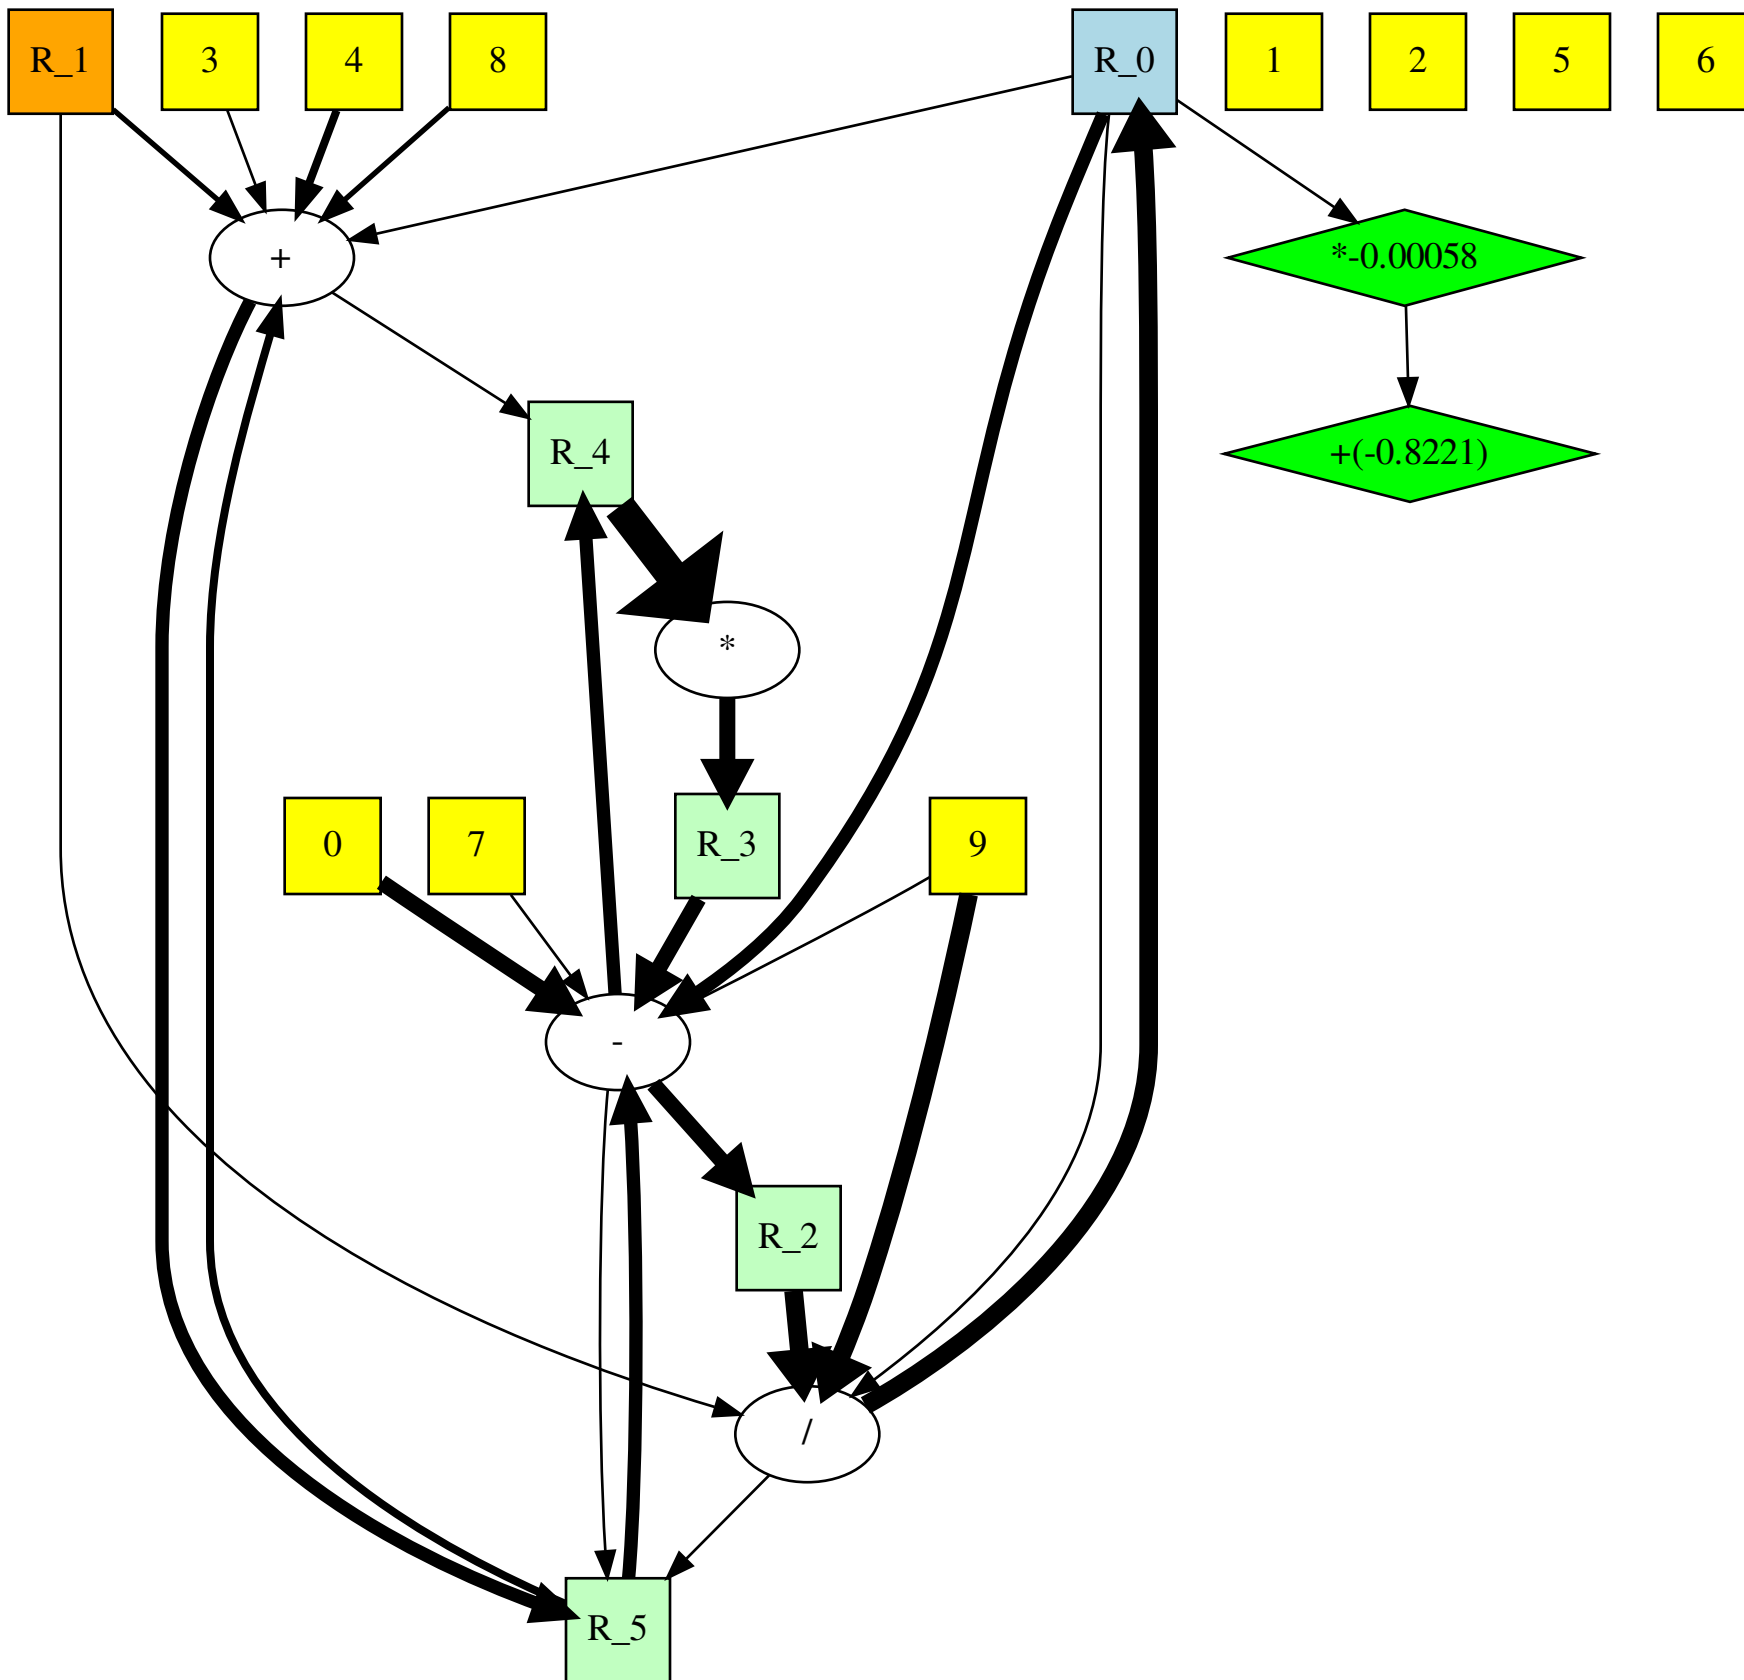 R_1
3
4
8
R_0
1
2
5
6
+
*-0.00058
R_4
+(-0.8221)
*
0
7
R_3
9
-
R_2
/
R_5